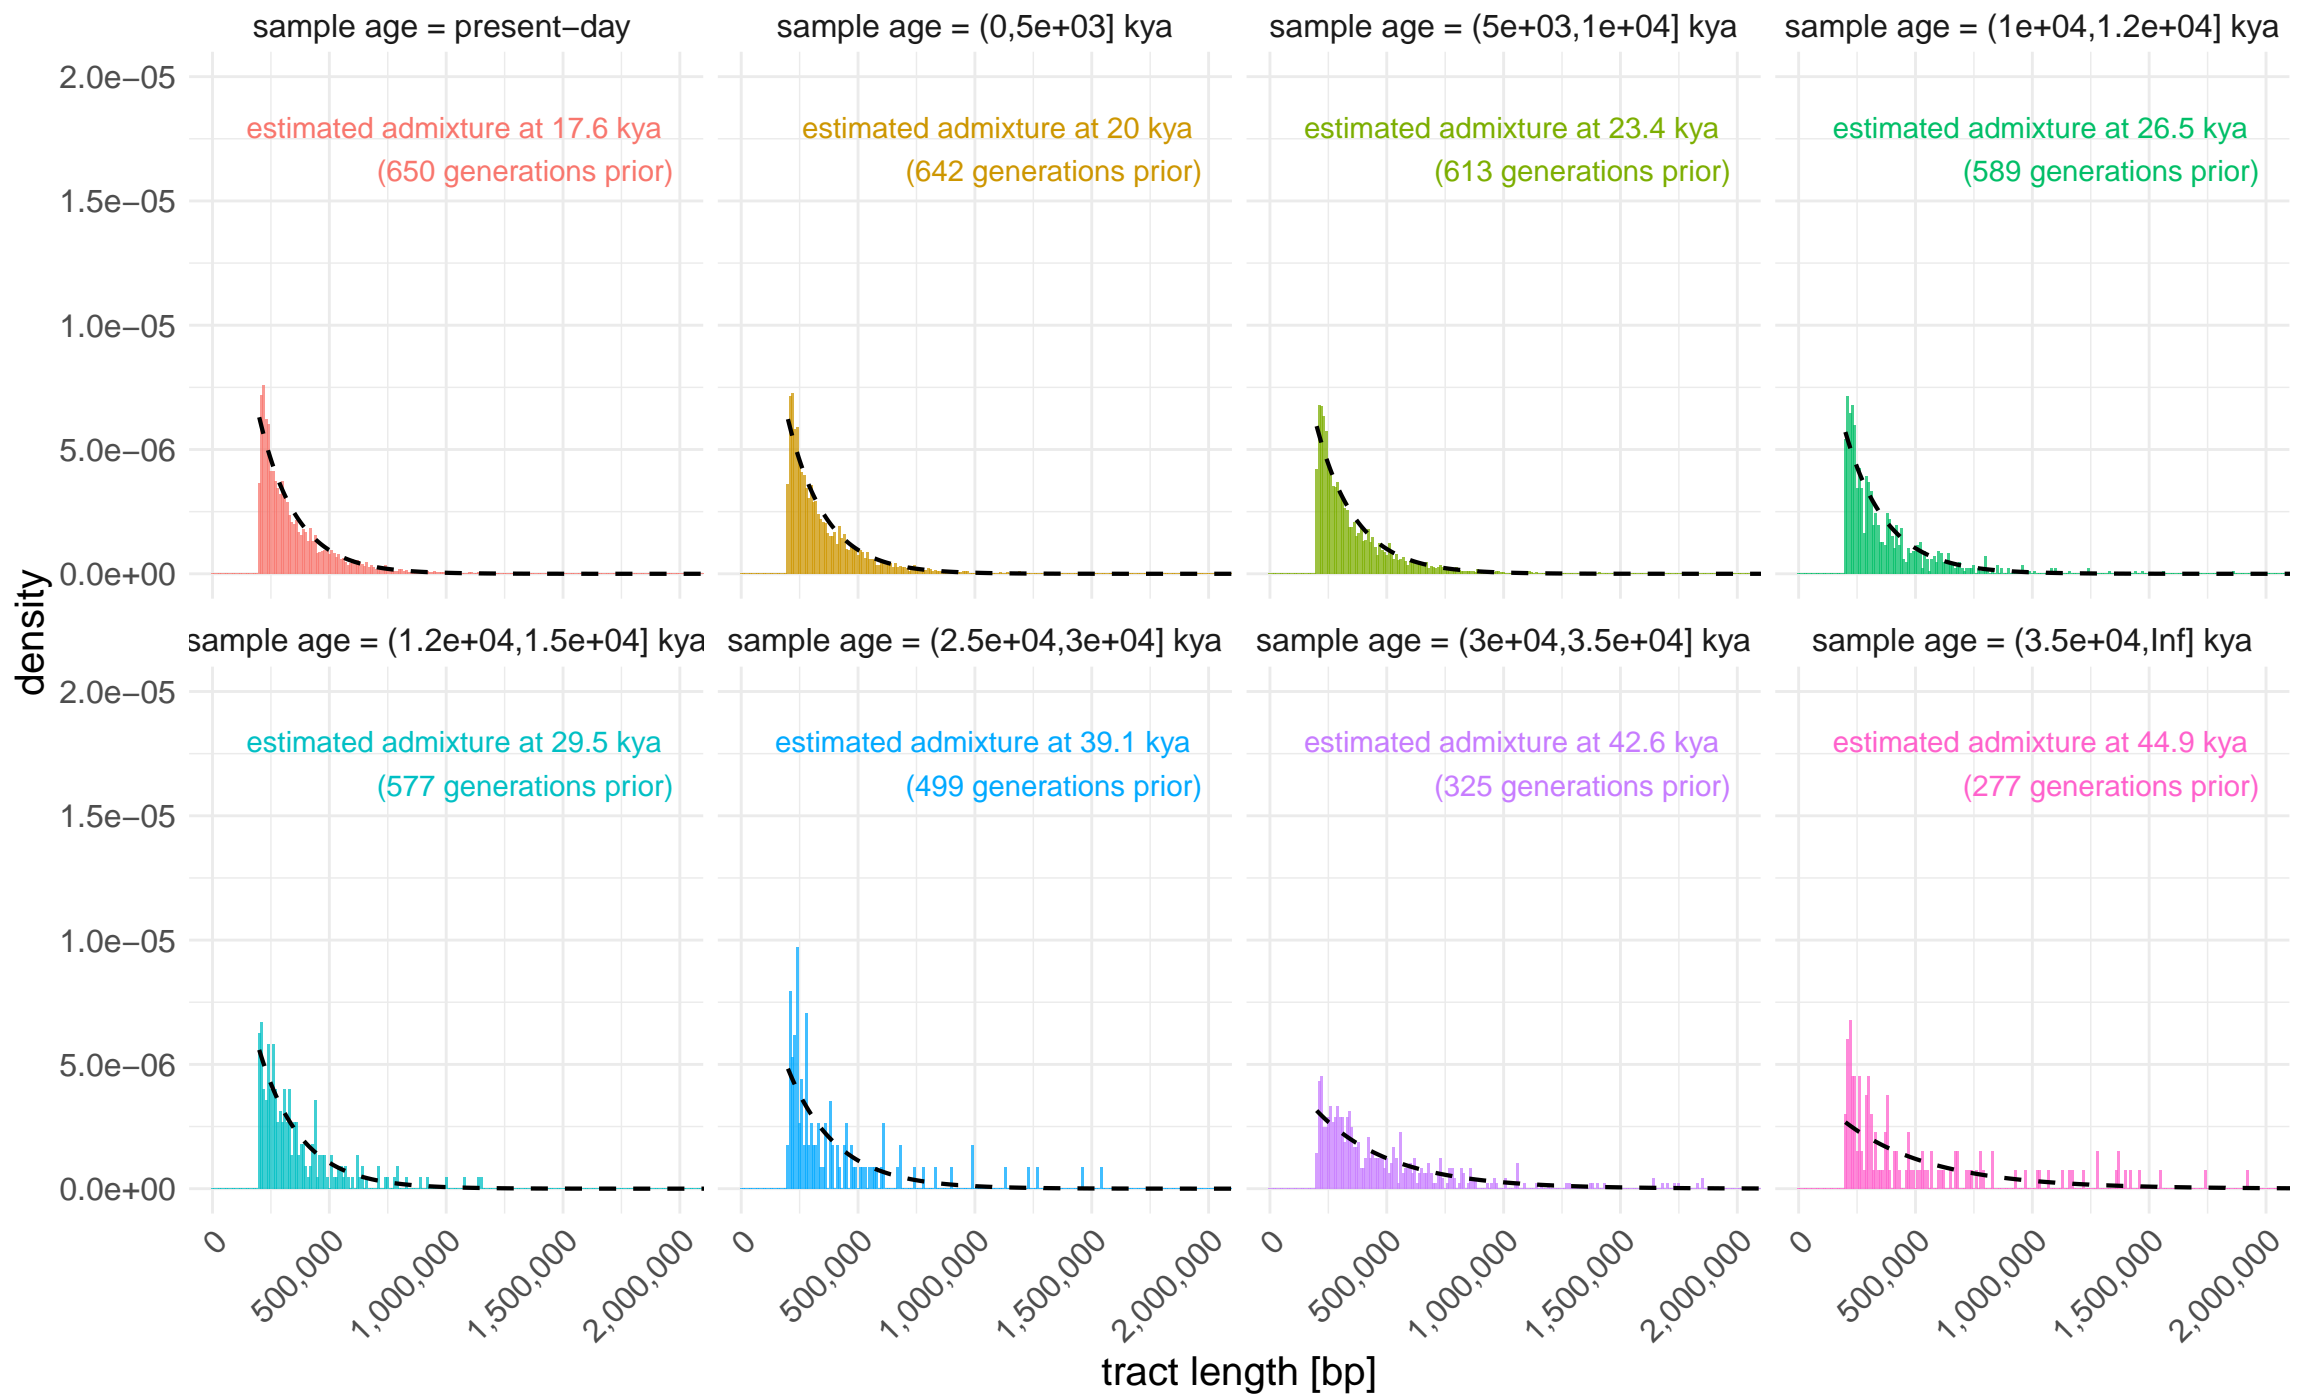 sample age = present−day
sample age = (0,5e+03] kya
sample age = (5e+03,1e+04] kya
sample age = (1e+04,1.2e+04] kya
2.0e−05
1.5e−05
1.0e−05
5.0e−06
0.0e+00
estimated admixture at 17.6 kya
(650 generations prior)
estimated admixture at 20 kya
(642 generations prior)
estimated admixture at 23.4 kya
(613 generations prior)
estimated admixture at 26.5 kya
(589 generations prior)
density
sample age = (1.2e+04,1.5e+04] kya
sample age = (2.5e+04,3e+04] kya
sample age = (3e+04,3.5e+04] kya
sample age = (3.5e+04,Inf] kya
2.0e−05
1.5e−05
1.0e−05
5.0e−06
0.0e+00
estimated admixture at 29.5 kya
(577 generations prior)
estimated admixture at 39.1 kya
(499 generations prior)
estimated admixture at 42.6 kya
(325 generations prior)
estimated admixture at 44.9 kya
(277 generations prior)
0
500,000
1,000,000
1,500,000
2,000,000
0
500,000
1,000,000
1,500,000
2,000,000
0
500,000
1,000,000
1,500,000
2,000,000
0
500,000
1,000,000
1,500,000
2,000,000
tract length [bp]